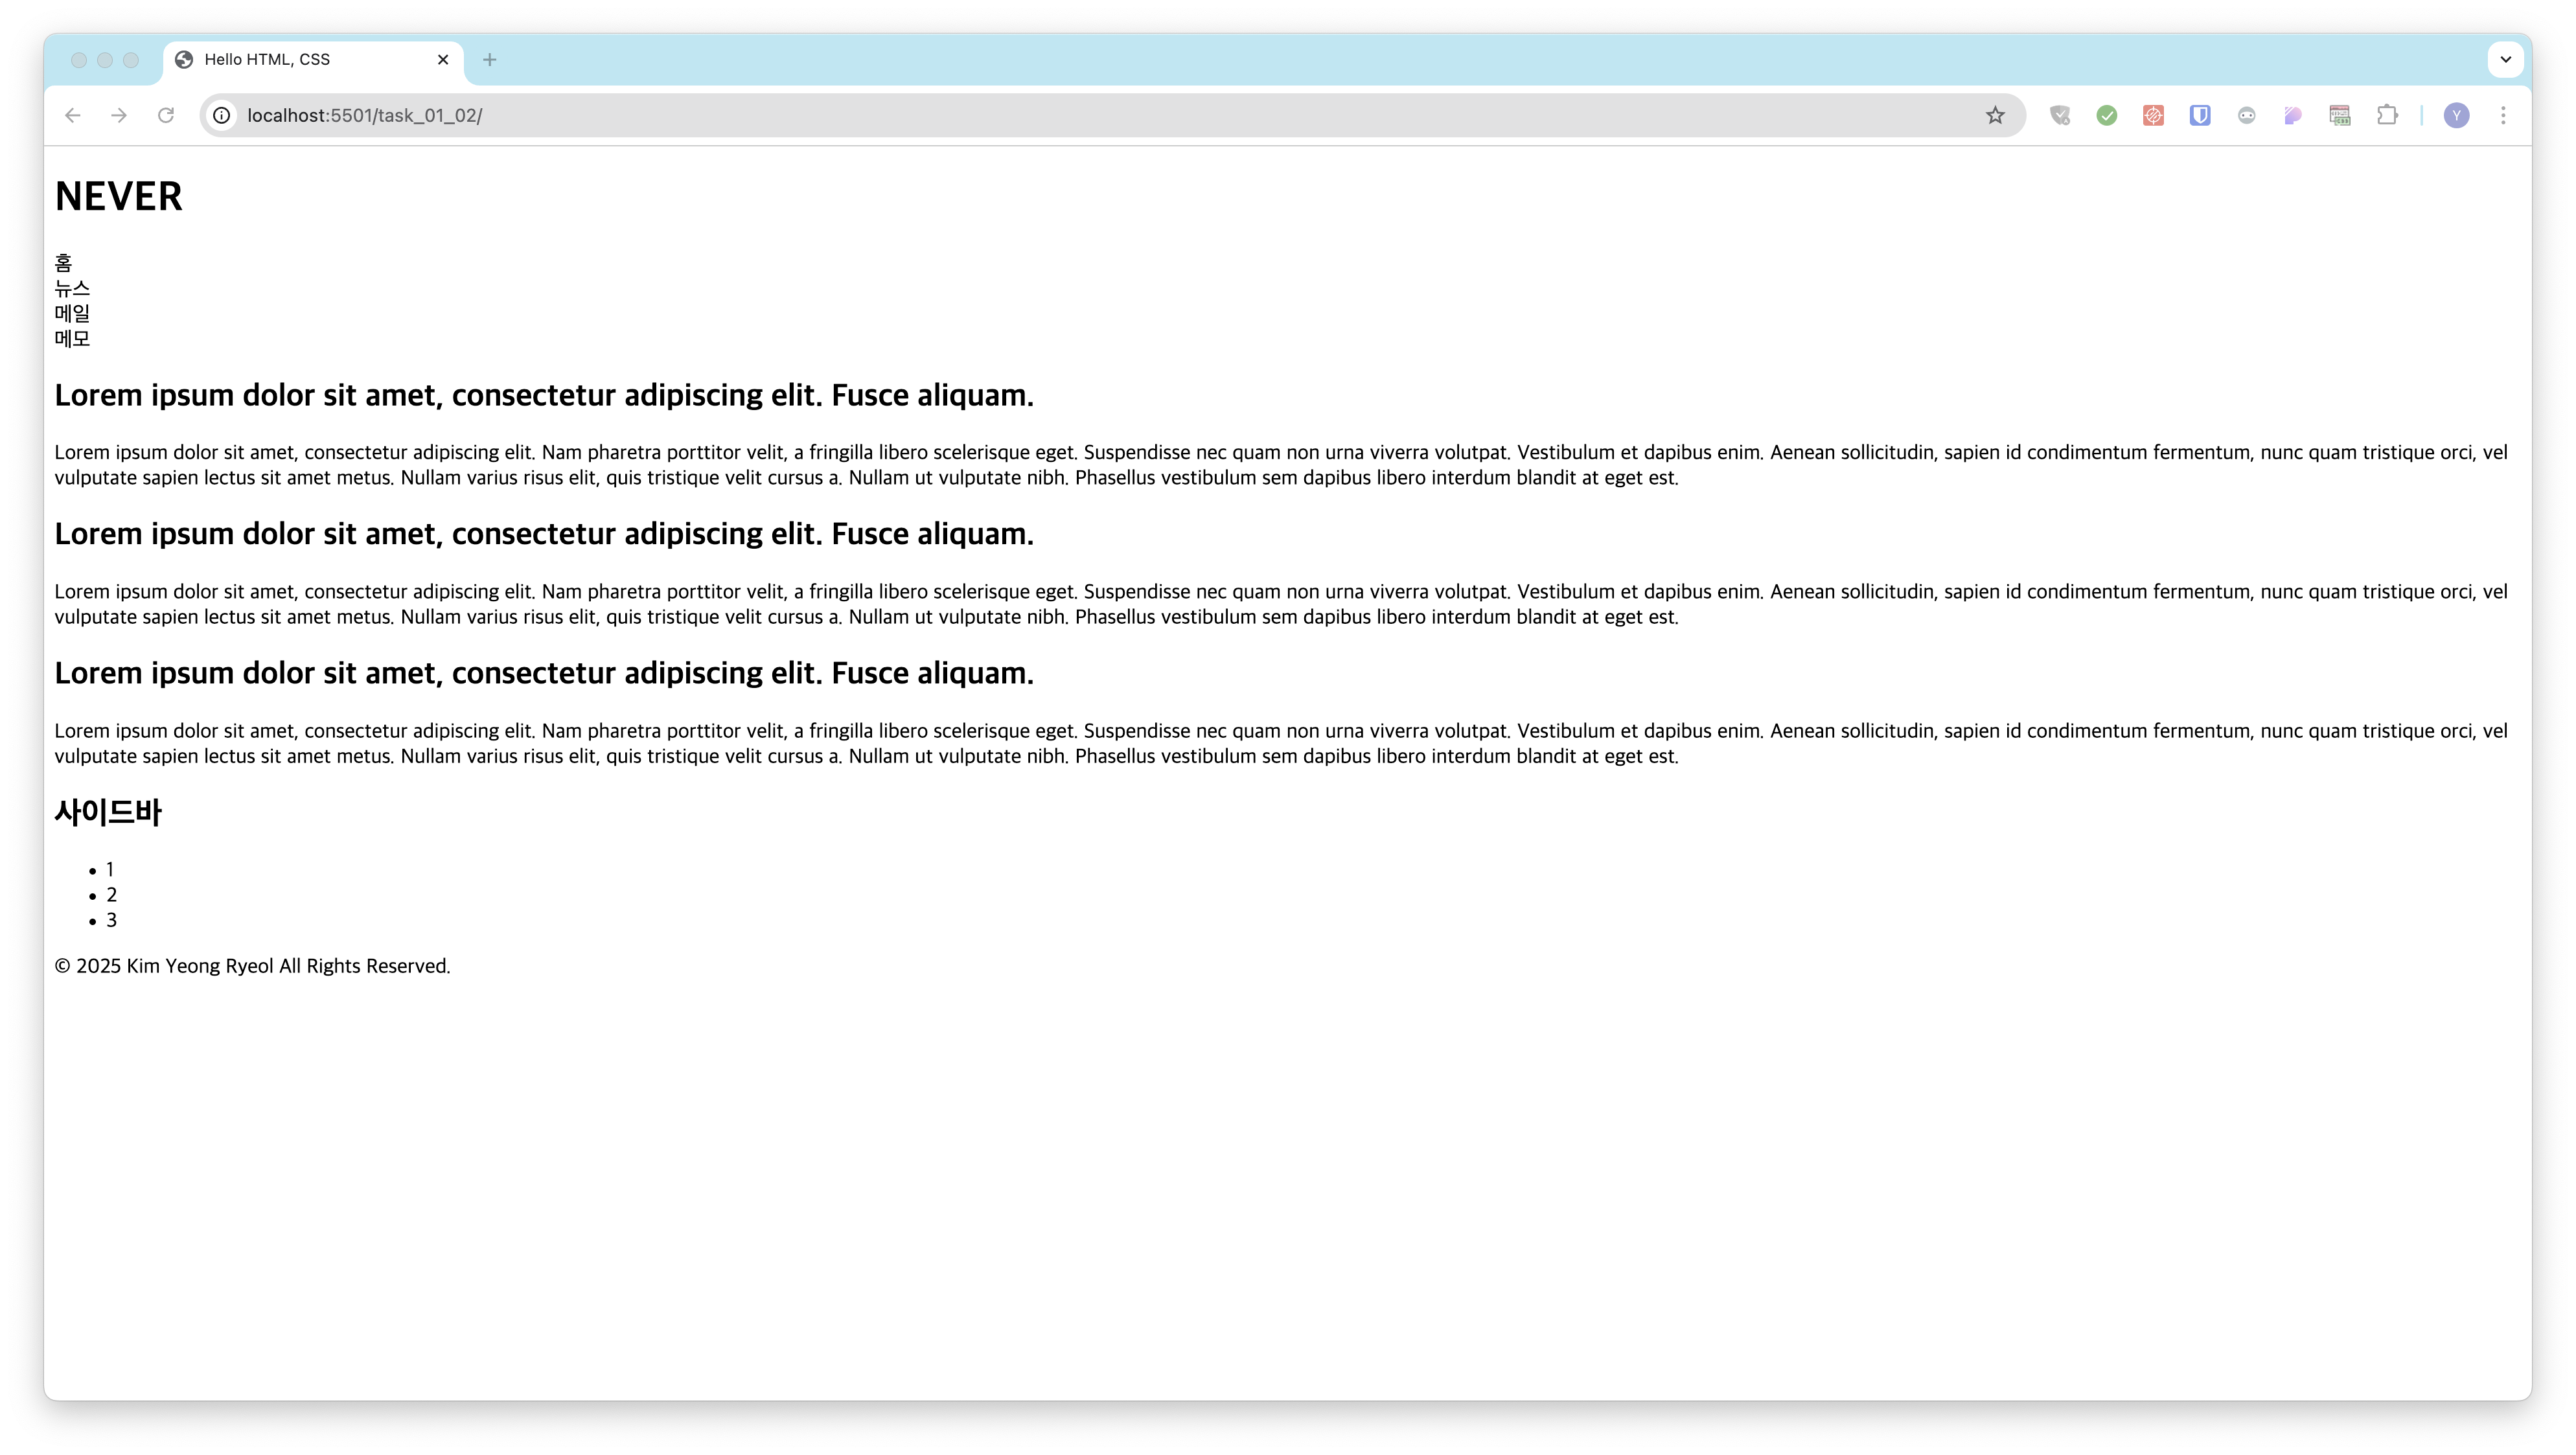 Hello HTML, CSS
localhost:5501/task_01_02/
Y
NEVER
홈
뉴스
메일
메모
Lorem ipsum dolor sit amet, consectetur adipiscing elit. Fusce aliquam.
Lorem ipsum dolor sit amet, consectetur adipiscing elit. Nam pharetra porttitor velit, a fringilla libero scelerisque eget. Suspendisse nec quam non urna viverra volutpat. Vestibulum et dapibus enim. Aenean sollicitudin, sapien id condimentum fermentum, nunc quam tristique orci, vel
vulputate sapien lectus sit amet metus. Nullam varius risus elit, quis tristique velit cursus a. Nullam ut vulputate nibh. Phasellus vestibulum sem dapibus libero interdum blandit at eget est.
Lorem ipsum dolor sit amet, consectetur adipiscing elit. Fusce aliquam.
Lorem ipsum dolor sit amet, consectetur adipiscing elit. Nam pharetra porttitor velit, a fringilla libero scelerisque eget. Suspendisse nec quam non urna viverra volutpat. Vestibulum et dapibus enim. Aenean sollicitudin, sapien id condimentum fermentum, nunc quam tristique orci, vel
vulputate sapien lectus sit amet metus. Nullam varius risus elit, quis tristique velit cursus a. Nullam ut vulputate nibh. Phasellus vestibulum sem dapibus libero interdum blandit at eget est.
Lorem ipsum dolor sit amet, consectetur adipiscing elit. Fusce aliquam.
Lorem ipsum dolor sit amet, consectetur adipiscing elit. Nam pharetra porttitor velit, a fringilla libero scelerisque eget. Suspendisse nec quam non urna viverra volutpat. Vestibulum et dapibus enim. Aenean sollicitudin, sapien id condimentum fermentum, nunc quam tristique orci, vel
vulputate sapien lectus sit amet metus. Nullam varius risus elit, quis tristique velit cursus a. Nullam ut vulputate nibh. Phasellus vestibulum sem dapibus libero interdum blandit at eget est.
사이드바
• 1
• 2
• 3
© 2025 Kim Yeong Ryeol All Rights Reserved.